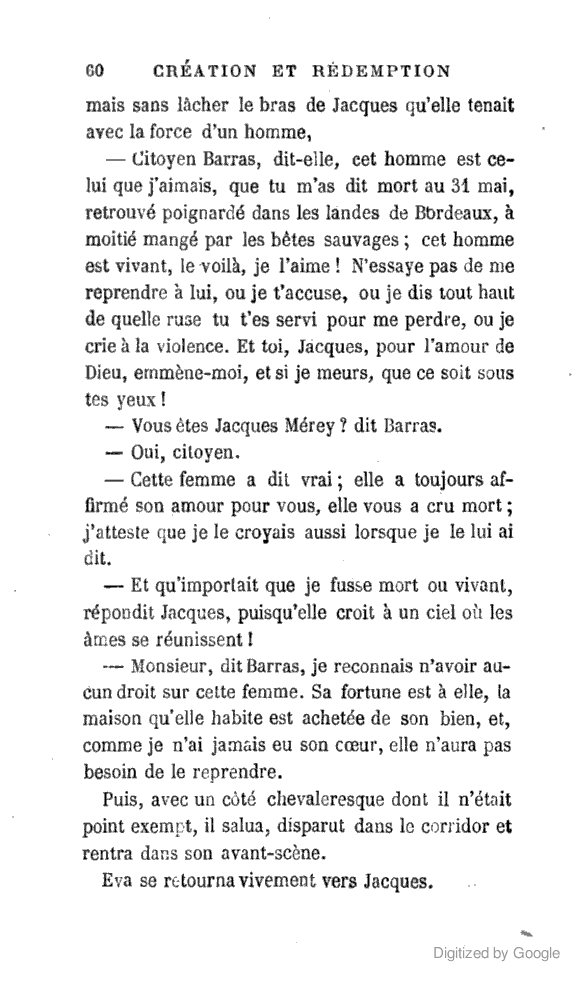 60 CRÉATION ET RÉDEMPTION
mais sans lâcher le bras de Jacques qu'elle tenait
avec la force d'un homme,
— Citoyen Barras, dit-elle, cet homme est ce-
lui que j'aimais, que tu m'as dit mort au 31 mai,
retrouvé poignardé dans les landes de Bordeaux, à
moitié mangé par les bêtes sauvages ; cet homme
est vivant, le voilà, je l'aime ! N'essaye pas de me
reprendre à lui, ou je t'accuse, ou je dis tout haut
de quelle ruse tu t'es servi pour me perdre, ou je
crie à la violence. Et toi, Jacques, pour l'amour de
Dieu, emmène-moi, et si je meurs, que ce soit sous
tes yeux !
— Vous êtes Jacques Mérey ? dit Barras.
— Oui, citoyen.
— Cette femme a dit vrai ; elle a toujours af-
firmé son amour pour vous, elle vous a cru mort ;
j'atteste que je le croyais aussi lorsque je le lui ai
dit.
— Et qu'importait que je fusse mort ou vivant,
répondit Jacques, puisqu'elle croit à un ciel où les
âmes se réunissent !
— Monsieur, dit Barras, je reconnais n'avoir au-
cun droit sur cette femme. Sa fortune est à elle, la
maison qu'elle habite est achetée de son bien, et,
comme je n'ai jamais eu son cœur, elle n'aura pas
besoin de le reprendre.
Puis, avec un côté chevaleresque dont il n'était
point exempt, il salua, disparut dans le corridor et
rentra dans son avant-scène.
Eva se retourna vivement vers Jacques.
Digitized by Google